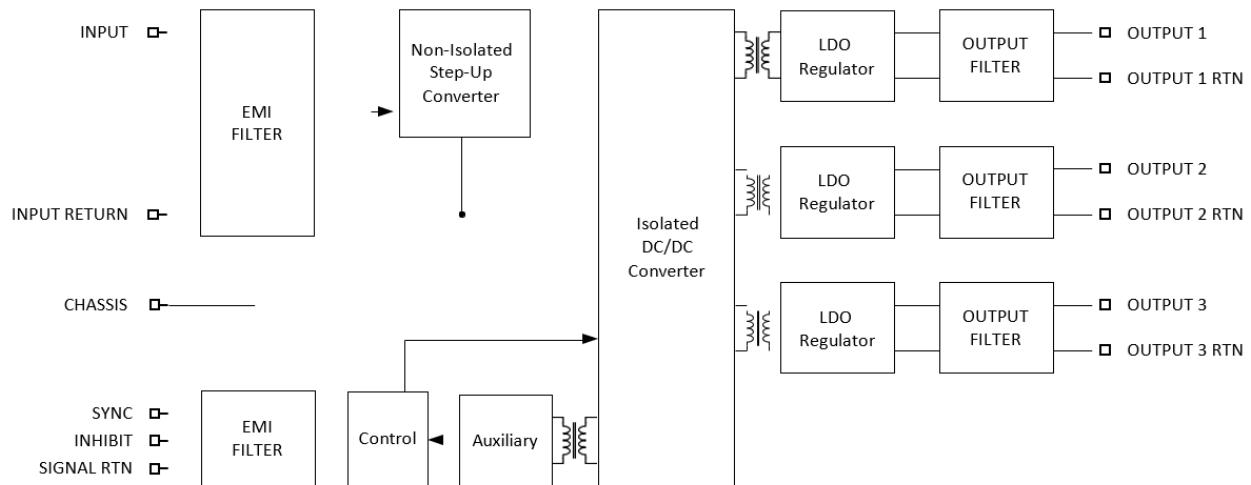 INPUT
INPUT RETURN
CHASSIS
SYNC
INHIBIT
SIGNAL RTN
EMI
FILTER
EMI
FILTER
Non-Isolated
Step-Up
Converter
Control
Auxiliary
Isolated
DC/DC
Converter
LDO
Regulator
OUTPUT
FILTER
OUTPUT 1
OUTPUT 1 RTN
LDO
Regulator
OUTPUT
FILTER
OUTPUT 2
OUTPUT 2 RTN
LDO
Regulator
OUTPUT
FILTER
OUTPUT 3
OUTPUT 3 RTN